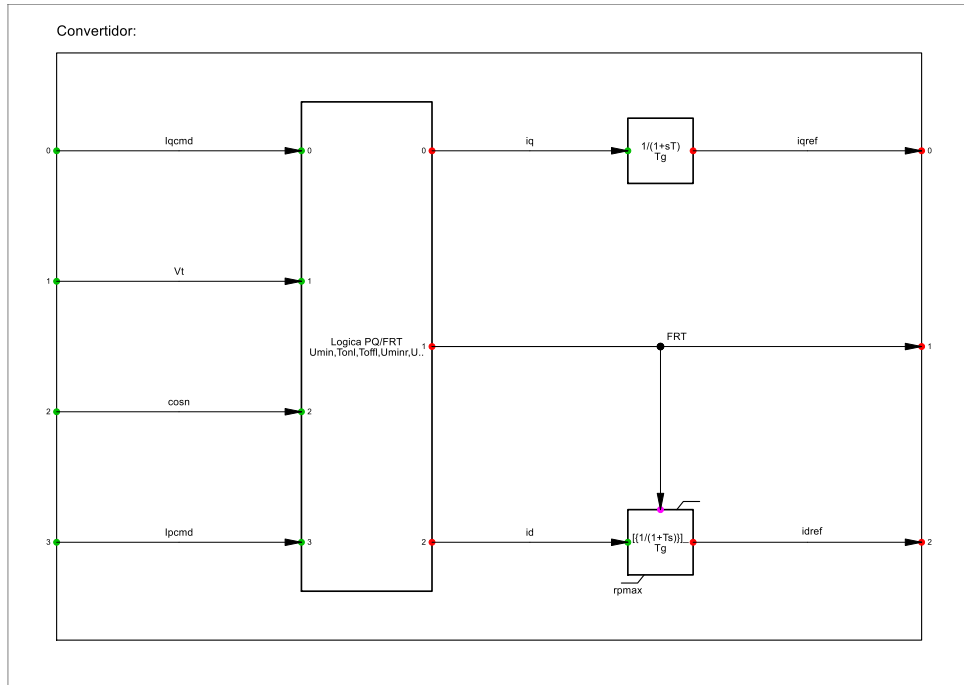 Convertidor:
0
Iqcmd
0
0
iq
1/(1+sT)
Tg
iqref
0
1
Vt
1
Logica PQ/FRT
Umin,Tonl,Toffl,Uminr,U..
1
FRT
1
2
cosn
2
3
Ipcmd
3
2
id
[{1/(1+Ts)}]_
Tg
idref
2
rpmax